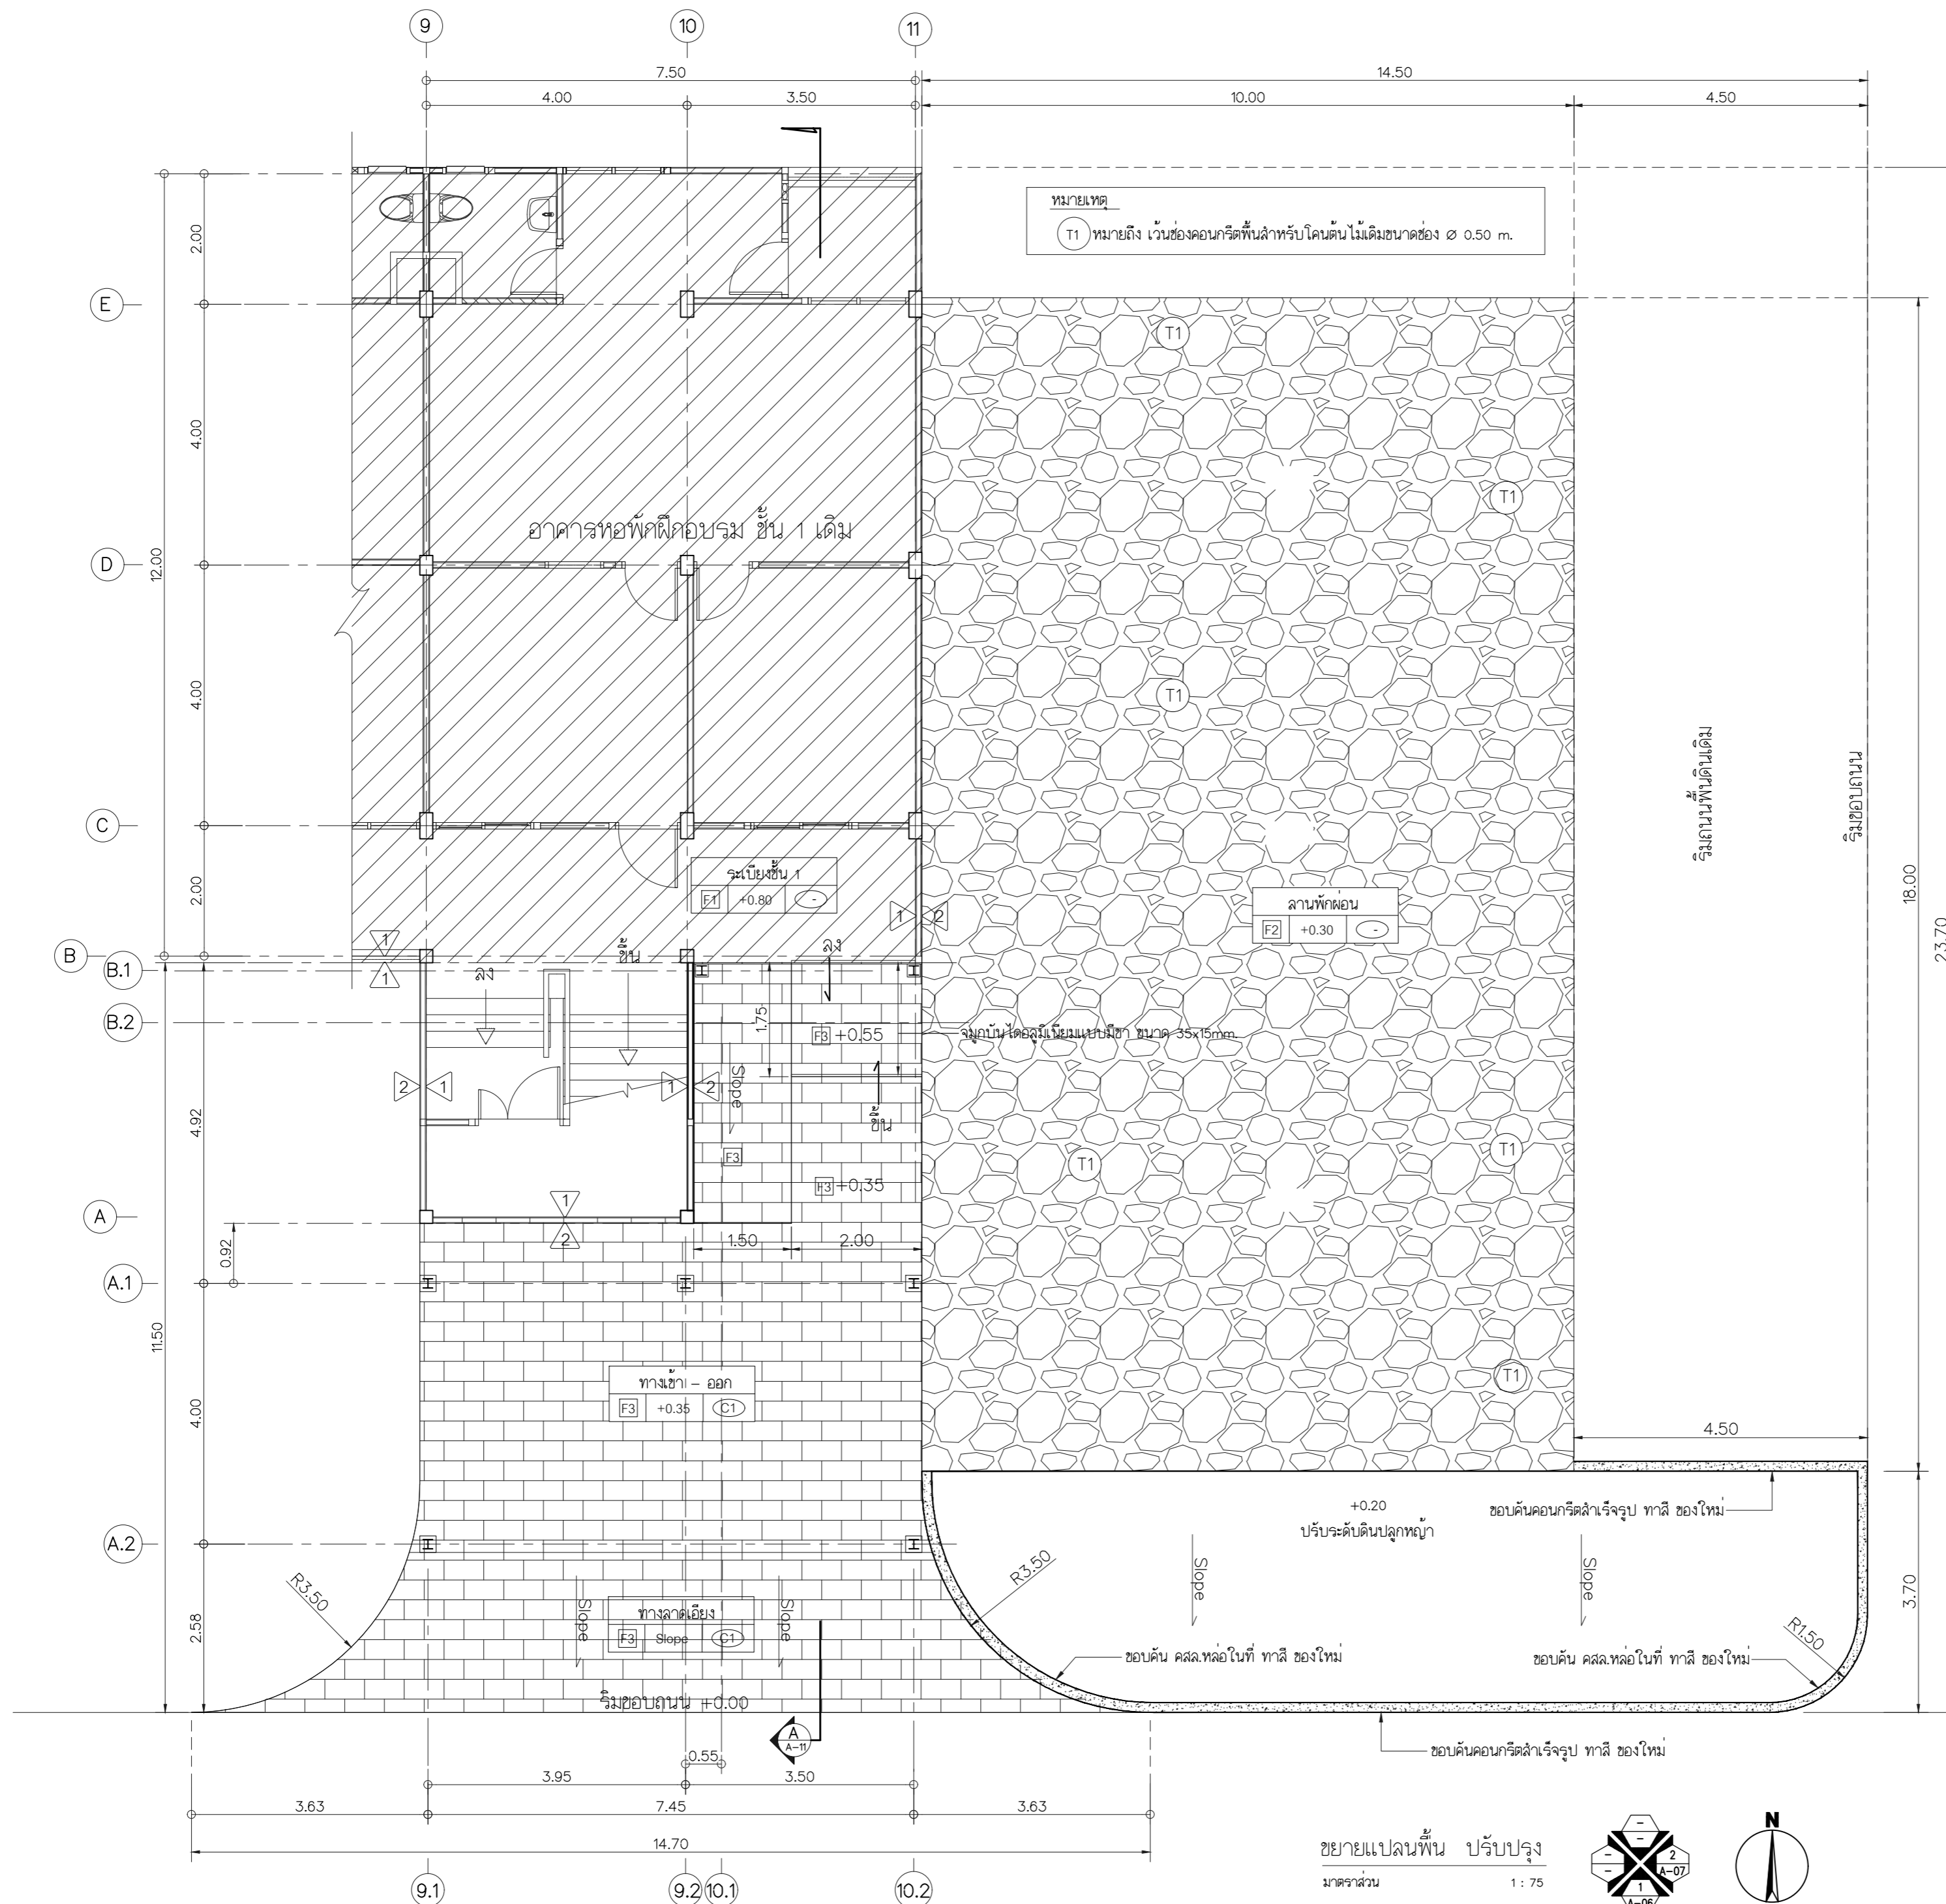 9
10
11
7.50
14.50
4.00
3.50
10.00
4.50
หมายเหตุ
T1 หมายถึง เว้นช่องคอนกรีตพื้นสำหรับโคนต้นไม้เดิมขนาดช่อง ø 0.50 m.
2.00
E
T1
4.00
T1
อาคารหอพักฝึกอบรม ชั้น 1 เดิม
D
12.00
4.00
T1
ริมถนนพื้นดินเดิม
ริมขอบถนน
C
ระเบียงชั้น 1
F1 +0.80 -
2.00
18.00
ลานพักผ่อน
F2 +0.30 -
1 2
23.70
1
1
B
B.1
ลง
ขึ้น
ลง
B.2
1.75
F3 +0.55
จมูกบันไดอลูมิเนียมแบบมีขา ขนาด 35x15mm.
2 1
1 2
Slope
ขึ้น
4.92
F3
T1
T1
F3 +0.35
A
1
2
0.92
1.50
2.00
A.1
11.50
ทางเข้า - ออก
F3 +0.35 C1
T1
4.00
4.50
+0.20
ปรับระดับดินปลูกหญ้า
ขอบคันคอนกรีตสำเร็จรูป ทาสี ของใหม่
A.2
R3.50
R3.50
Slope
Slope
3.70
2.58
ทางลาดเอียง
F3 Slope C1
Slope
Slope
R1.50
ขอบคัน คสล.หล่อในที่ ทาสี ของใหม่
ขอบคัน คสล.หล่อในที่ ทาสี ของใหม่
ริมขอบถนน +0.00
A
A-11
ขอบคันคอนกรีตสำเร็จรูป ทาสี ของใหม่
0.55
3.95
3.50
3.63
7.45
3.63
14.70
9.1
9.2
10.1
10.2
ขยายแปลนพื้น ปรับปรุง
มาตราส่วน 1 : 75
-
-
-
-
2
A-07
1
A-06
N